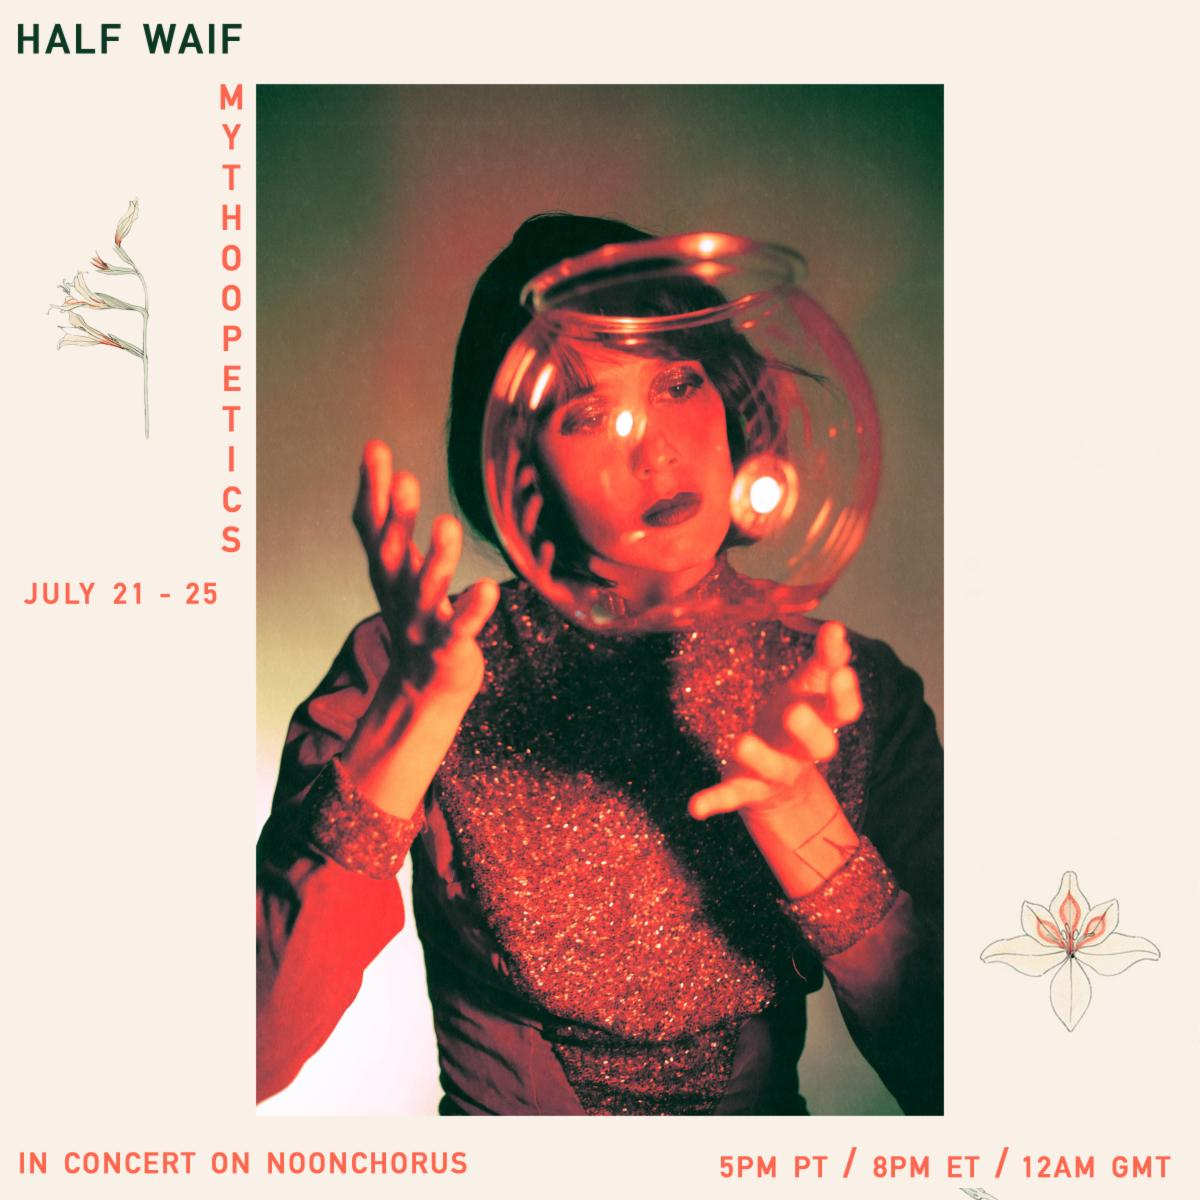 HALF WAIF
MYTHOOPETICS
JULY 21 - 25
IN CONCERT ON NOONCHORUS
5PM PT / 8PM ET / 12AM GMT